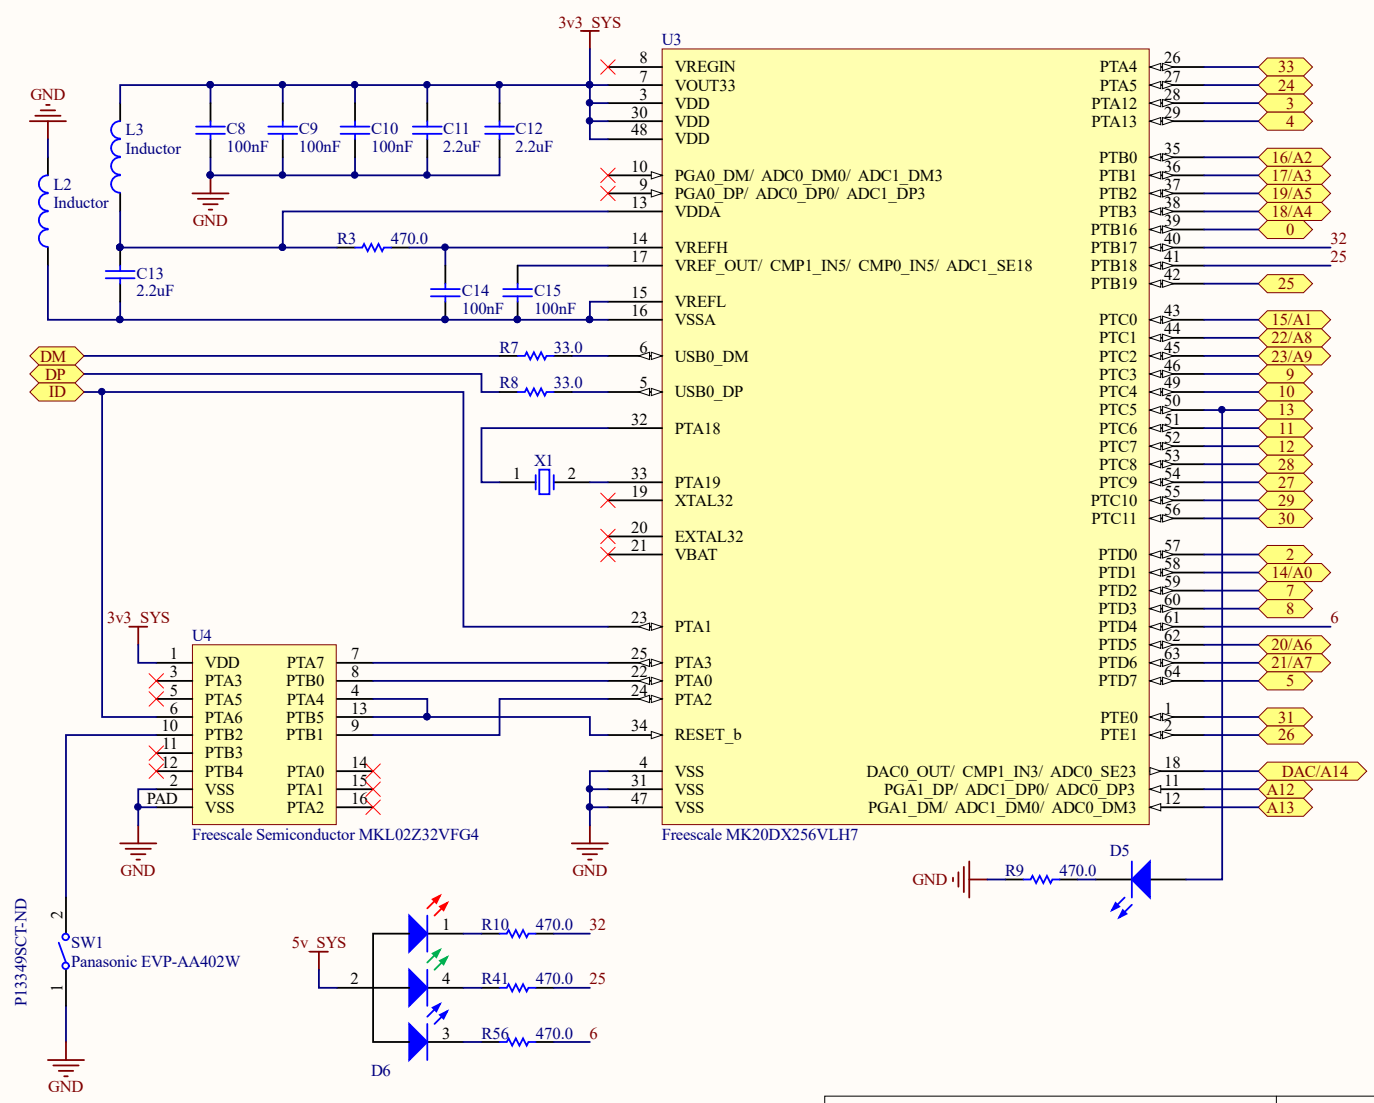 3v3_SYS
GND
L2
Inductor
L3
Inductor
C8
100nF
C9
100nF
C10
100nF
C11
2.2uF
C12
2.2uF
GND
C13
2.2uF
R3 470.0
C14
100nF
C15
100nF
DM
DP
ID
R7 33.0
R8 33.0
1 X1 2
U3
8 VREGIN
7 VOUT33
3 VDD
30 VDD
48 VDD
10 PGA0_DM/ ADC0_DM0/ ADC1_DM3
9 PGA0_DP/ ADC0_DP0/ ADC1_DP3
13 VDDA
14 VREFH
17 VREF_OUT/ CMP1_IN5/ CMP0_IN5/ ADC1_SE18
15 VREFL
16 VSSA
6 USB0_DM
5 USB0_DP
32 PTA18
33 PTA19
19 XTAL32
20 EXTAL32
21 VBAT
23 PTA1
25 PTA3
22 PTA0
24 PTA2
34 RESET_b
4 VSS
31 VSS
47 VSS
GND
PTA4 26 33
PTA5 27 24
PTA12 28 3
PTA13 29 4
PTB0 35 16/A2
PTB1 36 17/A3
PTB2 37 19/A5
PTB3 38 18/A4
PTB16 39 0
PTB17 40 32
PTB18 41 25
PTB19 42 25
PTC0 43 15/A1
PTC1 44 22/A8
PTC2 45 23/A9
PTC3 46 9
PTC4 49 10
PTC5 50 13
PTC6 51 11
PTC7 52 12
PTC8 53 28
PTC9 54 27
PTC10 55 29
PTC11 56 30
PTD0 57 2
PTD1 58 14/A0
PTD2 59 7
PTD3 60 8
PTD4 61 6
PTD5 62 20/A6
PTD6 63 21/A7
PTD7 64 5
PTE0 1 31
PTE1 2 26
DAC0_OUT/ CMP1_IN3/ ADC0_SE23 18 DAC/A14
PGA1_DP/ ADC1_DP0/ ADC0_DP3 11 A12
PGA1_DM/ ADC1_DM0/ ADC0_DM3 12 A13
Freescale MK20DX256VLH7
3v3_SYS
U4
1 VDD PTA7 7
3 PTA3 PTB0 8
5 PTA5 PTA4 4
6 PTA6 PTB5 13
10 PTB2 PTB1 9
11 PTB3
12 PTB4 PTA0 14
2 VSS PTA1 15
PAD VSS PTA2 16
Freescale Semiconductor MKL02Z32VFG4
GND
GND R9 470.0 D5
P13349SCT-ND
2
SW1
Panasonic EVP-AA402W
1
GND
5v_SYS
2
1 R10 470.0 32
4 R41 470.0 25
3 R56 470.0 6
D6